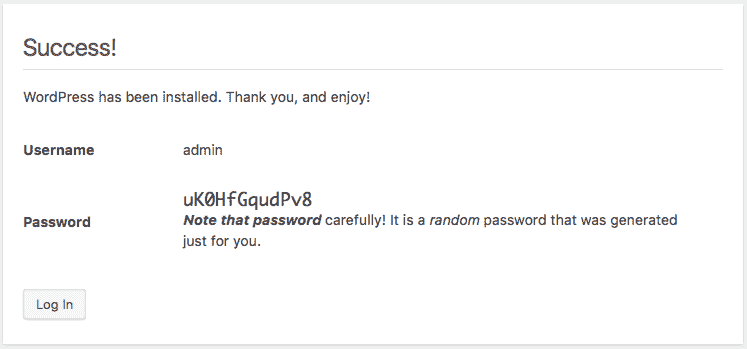 Success!
WordPress has been installed. Thank you, and enjoy!
Username admin
uK0HfGqudPv8
Password
Note that password carefully! It is a random password that was generated
just for you.
Log In